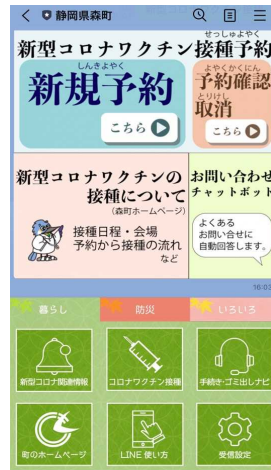 静岡県森町
新型コロナワクチン接種予約
せっしゅよやく
しんきよやく
新規予約
こちら
よやくかくにん
予約確認
とりけし
取消
こちら
新型コロナワクチンの
接種について
(森町ホームページ)
接種日程・会場
予約から接種の流れ
など
お問い合わせ
チャットボット
よくある
お問い合せに
自動回答します。
16:03
暮らし
防災
いろいろ
新型コロナ関連情報
コロナワクチン接種
手続き・ゴミ出しナビ
町のホームページ
LINE 使い方
受信設定